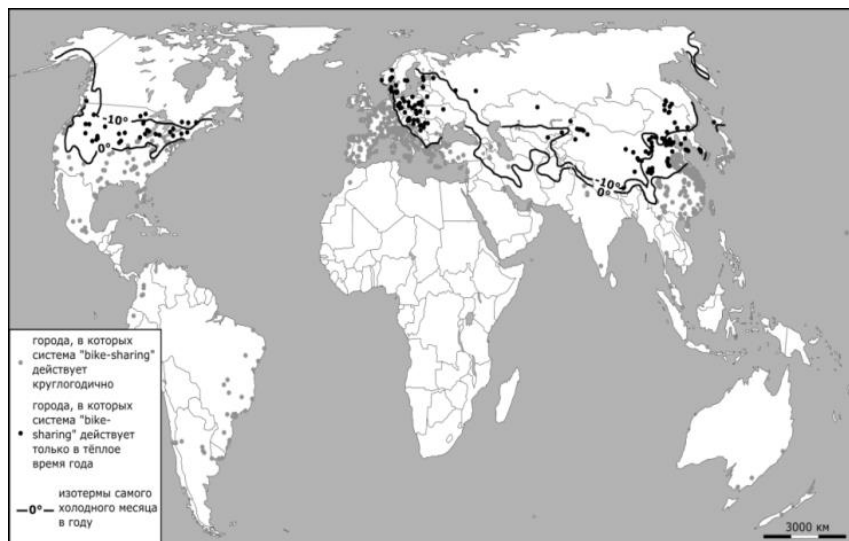 -10°
0°
-10°
0°
города, в которых
система "bike-sharing"
действует
круглогодично
города, в которых
система "bike-
sharing" действует
только в тёплое
время года
0°
изотермы самого
холодного месяца
в году
3000 км